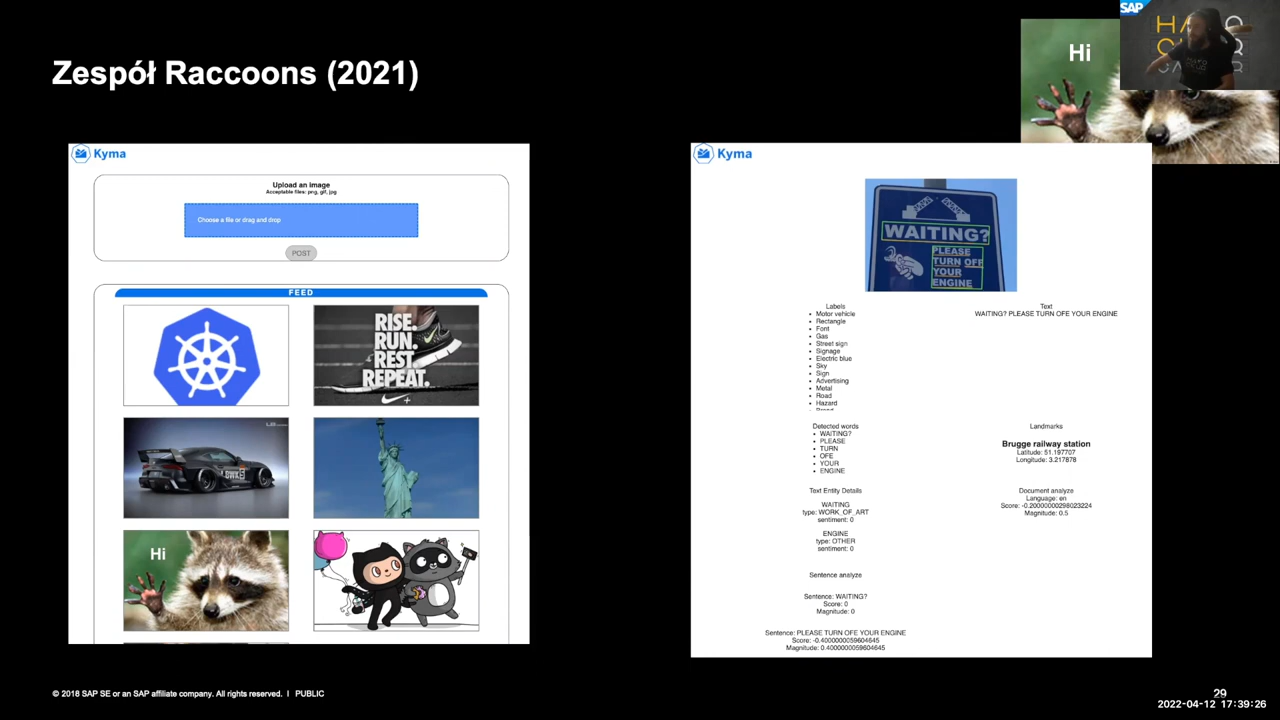 Zespół Raccoons (2021)
Hi
SAP
Kyma
Upload an image
Acceptable files: png, gif, jpg
Choose a file or drag and drop
POST
FEED
RISE.
RUN.
REST.
REPEAT.
Hi
Kyma
WAITING?
PLEASE
TURN OFF
YOUR
ENGINE
Labels
Motor vehicle
Rectangle
Font
Gas
Street sign
Signage
Electric blue
Sky
Sign
Advertising
Metal
Road
Hazard
Text
WAITING? PLEASE TURN OFE YOUR ENGINE
Detected words
WAITING?
PLEASE
TURN
OFE
YOUR
ENGINE
Landmarks
Brugge railway station
Latitude: 51.197707
Longitude: 3.217878
Text Entity Details
WAITING
type: WORK_OF_ART
sentiment: 0
ENGINE
type: OTHER
sentiment: 0
Document analyze
Language: en
Score: -0.20000000298023224
Magnitude: 0.5
Sentence analyze
Sentence: WAITING?
Score: 0
Magnitude: 0
Sentence: PLEASE TURN OFE YOUR ENGINE
Score: -0.4000000059604645
Magnitude: 0.4000000059604645
© 2018 SAP SE or an SAP affiliate company. All rights reserved. I PUBLIC
29
2022-04-12 17:39:26